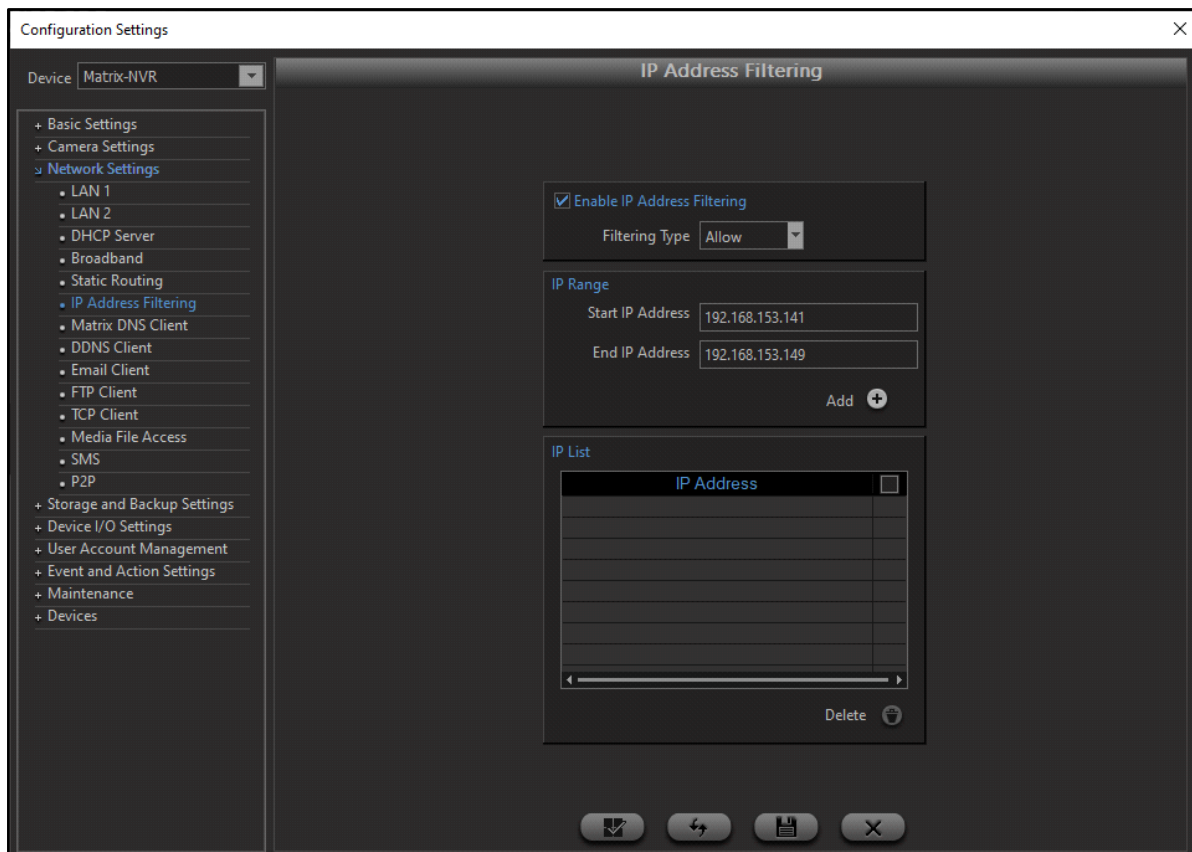 Configuration Settings
Device Matrix-NVR
+ Basic Settings
+ Camera Settings
Network Settings
• LAN 1
• LAN 2
• DHCP Server
• Broadband
• Static Routing
• IP Address Filtering
• Matrix DNS Client
• DDNS Client
• Email Client
• FTP Client
• TCP Client
• Media File Access
• SMS
• P2P
+ Storage and Backup Settings
+ Device I/O Settings
+ User Account Management
+ Event and Action Settings
+ Maintenance
+ Devices
IP Address Filtering
Enable IP Address Filtering
Filtering Type Allow
IP Range
Start IP Address 192.168.153.141
End IP Address 192.168.153.149
Add
IP List
IP Address
Delete